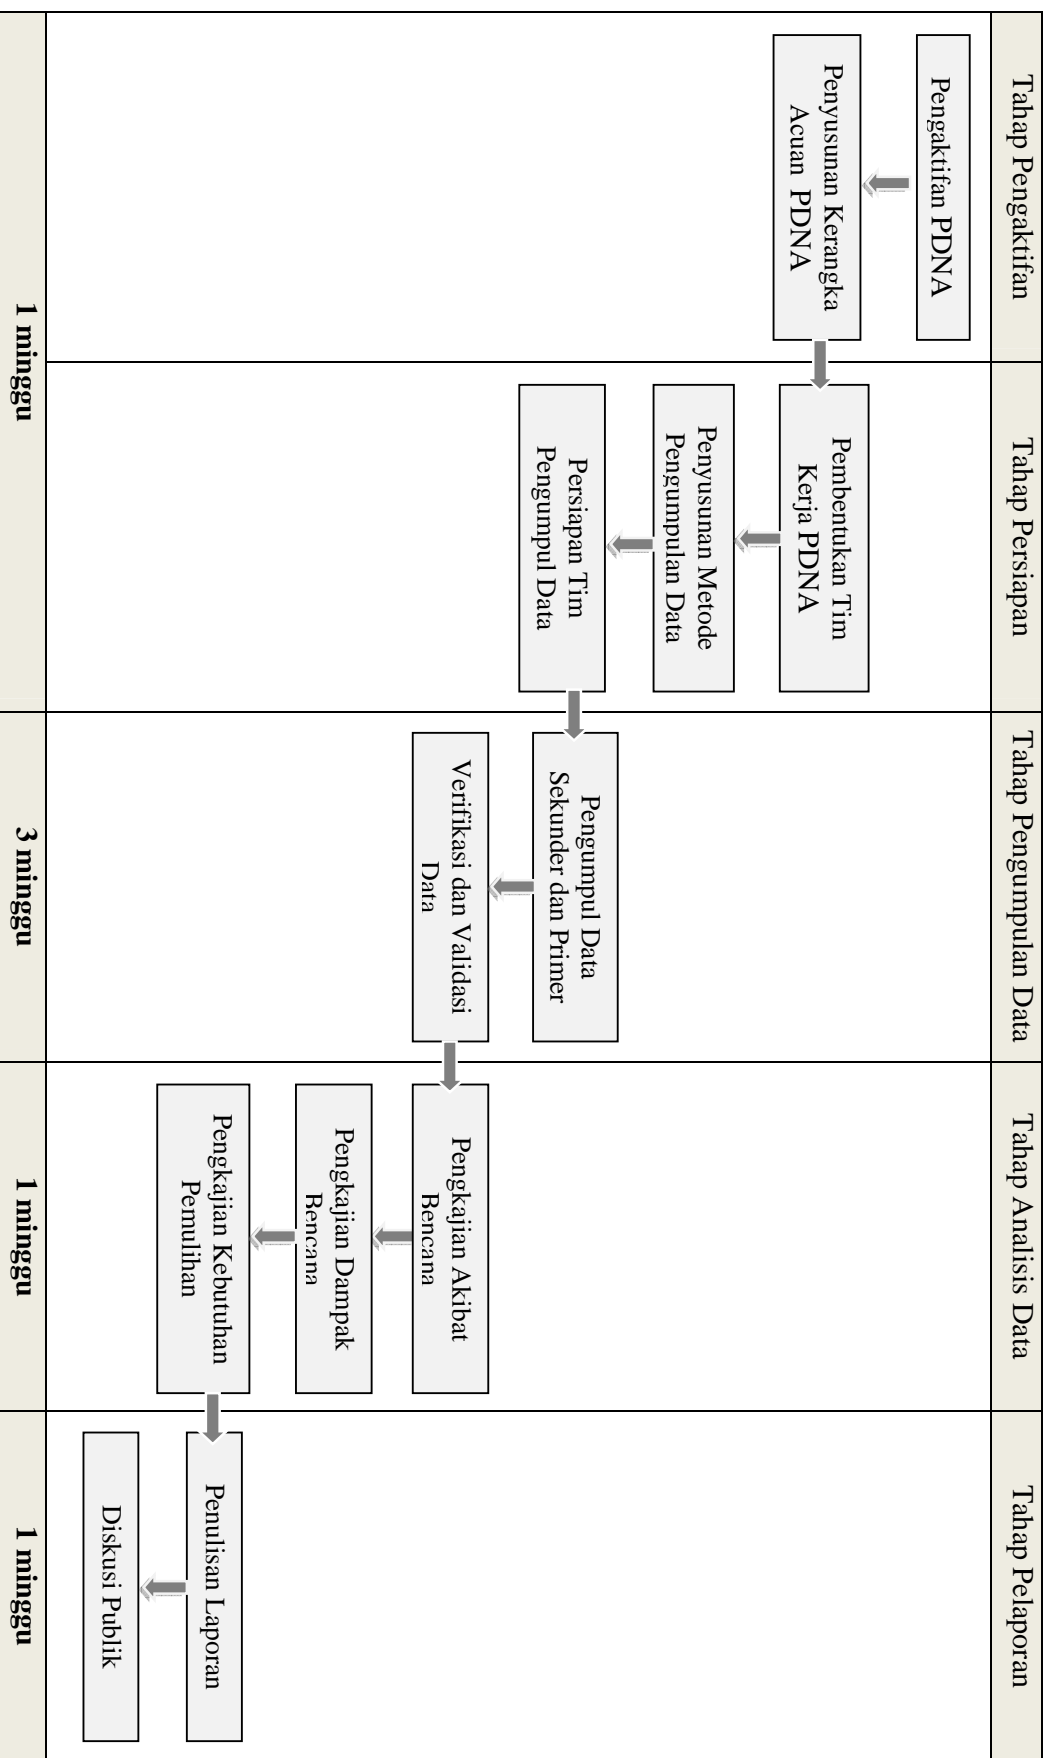 Tahap Pengaktifan
Tahap Persiapan
Tahap Pengumpulan Data
Tahap Analisis Data
Tahap Pelaporan
Pengaktifan PDNA
Penyusunan Kerangka
Acuan PDNA
Pembentukan Tim
Kerja PDNA
Penyusunan Metode
Pengumpulan Data
Persiapan Tim
Pengumpul Data
Pengumpul Data
Sekunder dan Primer
Verifikasi dan Validasi
Data
Pengkajian Akibat
Bencana
Pengkajian Dampak
Bencana
Pengkajian Kebutuhan
Pemulihan
Penulisan Laporan
Diskusi Publik
1 minggu
3 minggu
1 minggu
1 minggu